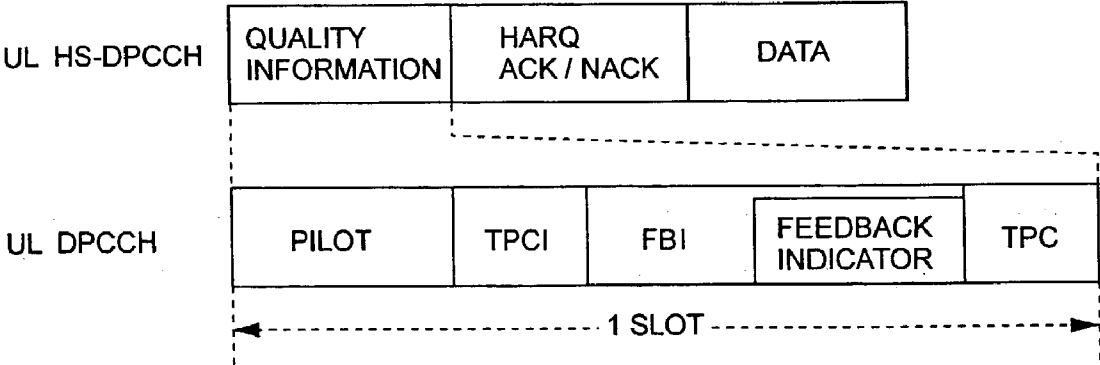 UL HS-DPCCH
QUALITY
INFORMATION
HARQ
ACK / NACK
DATA
UL DPCCH
PILOT
TPCI
FBI
FEEDBACK
INDICATOR
TPC
1 SLOT